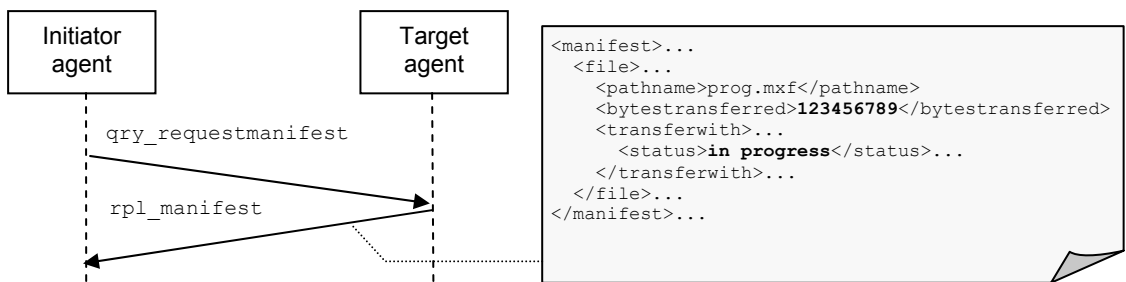 Initiator
agent
Target
agent
qry_requestmanifest
rpl_manifest
<manifest>...
<file>...
<pathname>prog.mxf</pathname>
<bytestransferred>123456789</bytestransferred>
<transferwith>...
<status>in progress</status>...
</transferwith>...
</file>...
</manifest>...